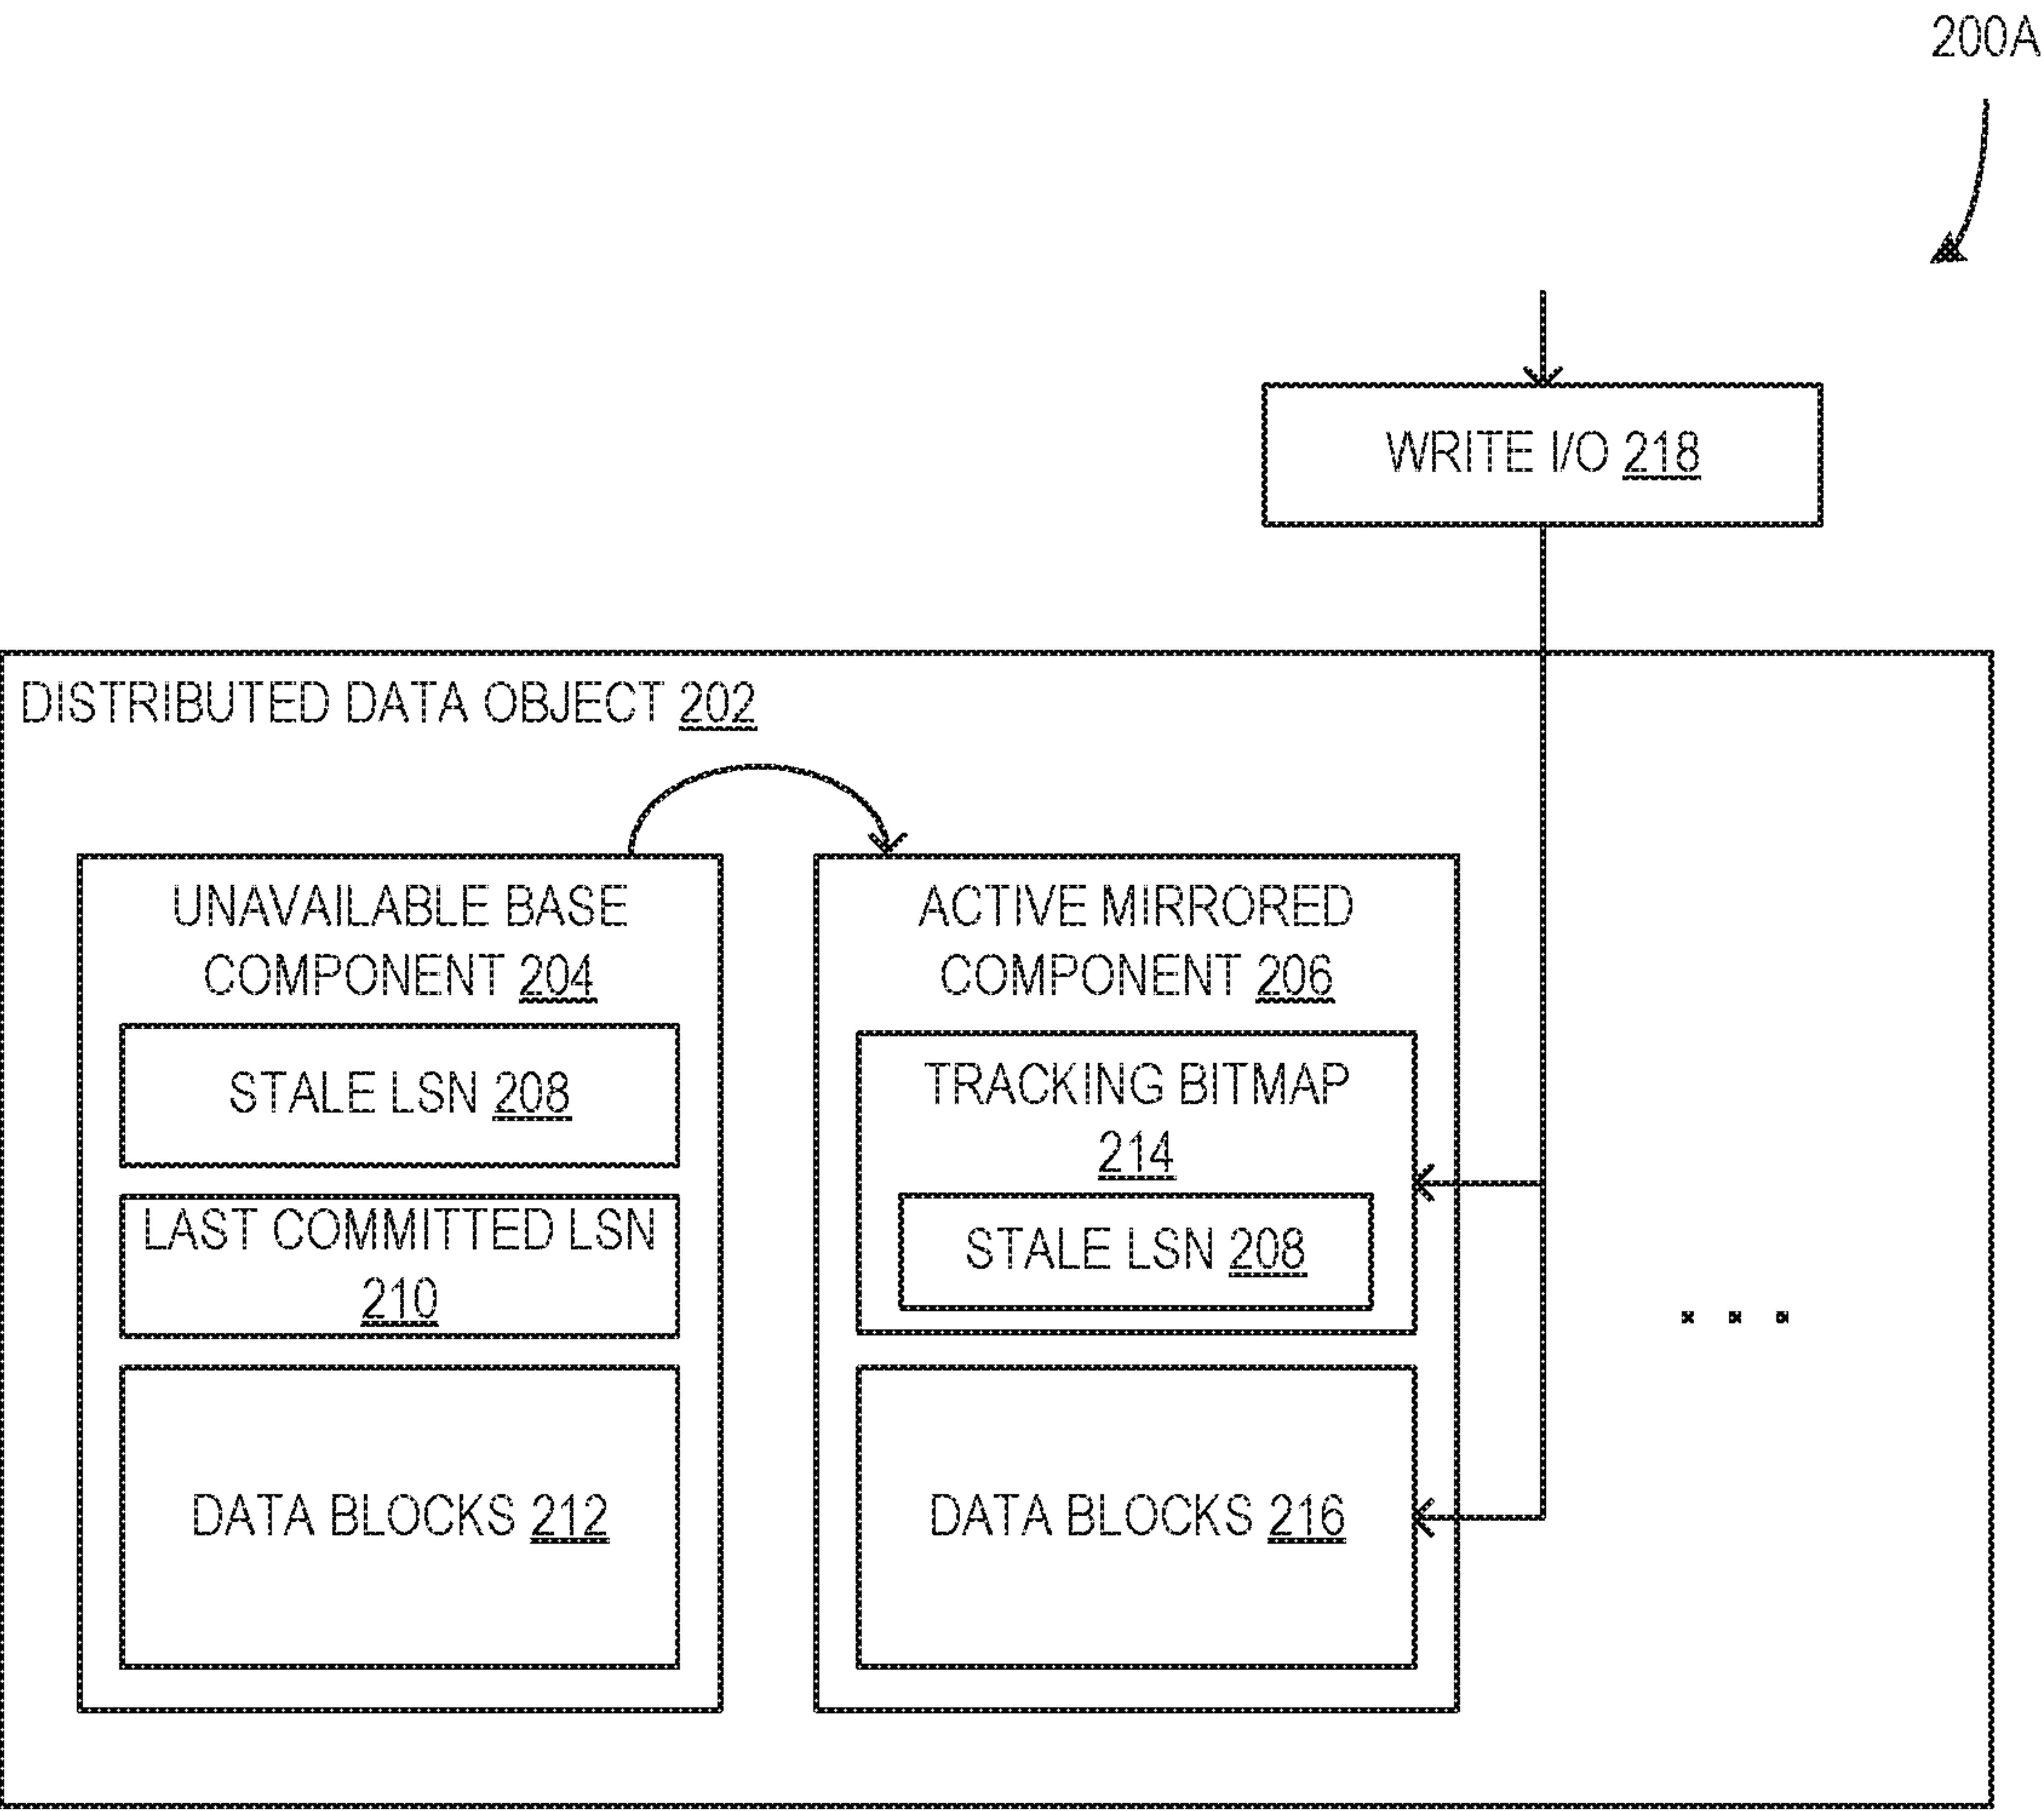 200A
WRITE I/O 218
DISTRIBUTED DATA OBJECT 202
UNAVAILABLE BASE
COMPONENT 204
STALE LSN 208
LAST COMMITTED LSN
210
DATA BLOCKS 212
ACTIVE MIRRORED
COMPONENT 206
TRACKING BITMAP
214
STALE LSN 208
DATA BLOCKS 216
. . .